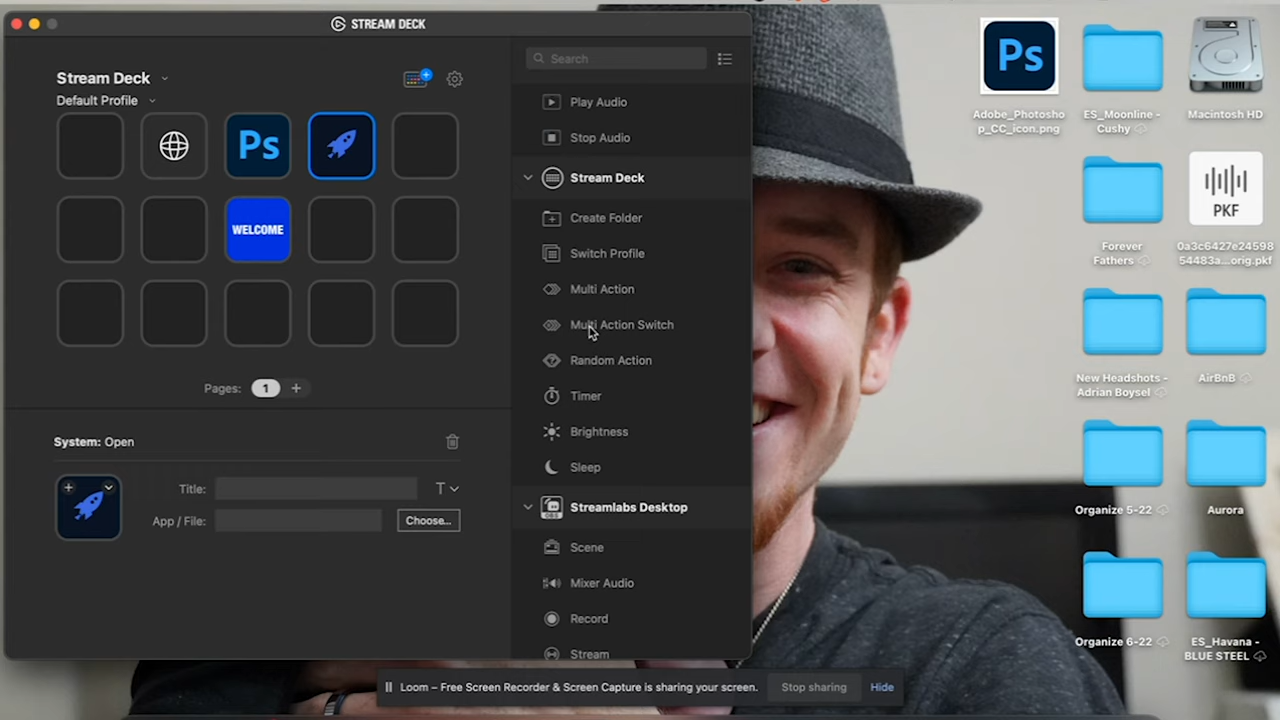 STREAM DECK
Stream Deck
Default Profile
Ps
WELCOME
Pages: 1 +
System: Open
Title:
T
App / File:
Choose...
Search
Play Audio
Stop Audio
Stream Deck
Create Folder
Switch Profile
Multi Action
Multi Action Switch
Random Action
Timer
Brightness
Sleep
OBS
Streamlabs Desktop
Scene
Mixer Audio
Record
Stream
Loom – Free Screen Recorder & Screen Capture is sharing your screen.
Stop sharing
Hide
Ps
Adobe_Photosho
p_CC_icon.png
ES_Moonline -
Cushy
Macintosh HD
Forever
Fathers
PKF
0a3c6427e24598
54483a...orig.pkf
New Headshots -
Adrian Boysel
AirBnB
Organize 5-22
Aurora
Organize 6-22
ES_Havana -
BLUE STEEL